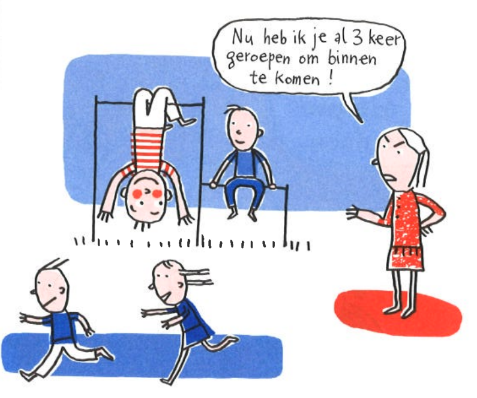 Nu heb ik je al 3 keer
geroepen om binnen
te komen !